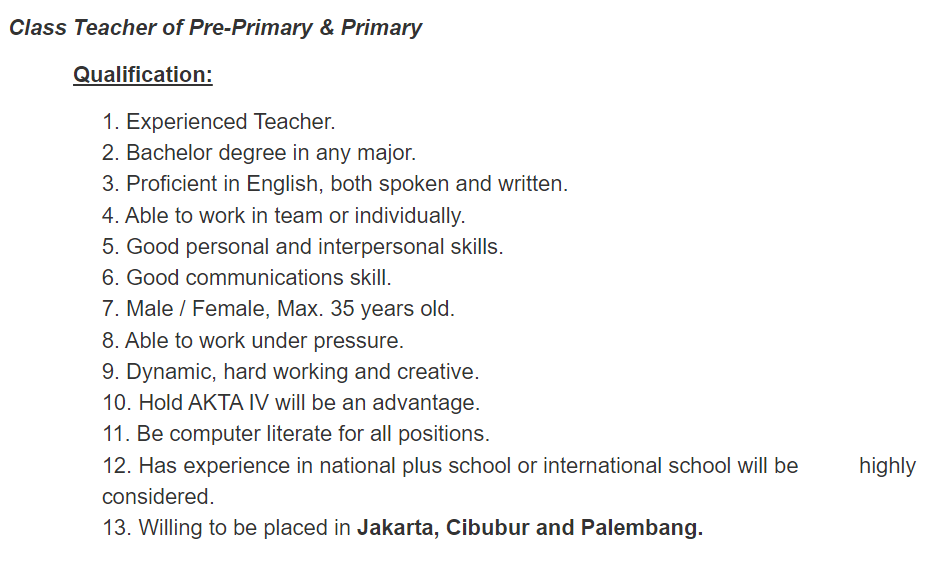 Class Teacher of Pre-Primary & Primary
Qualification:
1. Experienced Teacher.
2. Bachelor degree in any major.
3. Proficient in English, both spoken and written.
4. Able to work in team or individually.
5. Good personal and interpersonal skills.
6. Good communications skill.
7. Male / Female, Max. 35 years old.
8. Able to work under pressure.
9. Dynamic, hard working and creative.
10. Hold AKTA IV will be an advantage.
11. Be computer literate for all positions.
12. Has experience in national plus school or international school will be highly
considered.
13. Willing to be placed in Jakarta, Cibubur and Palembang.